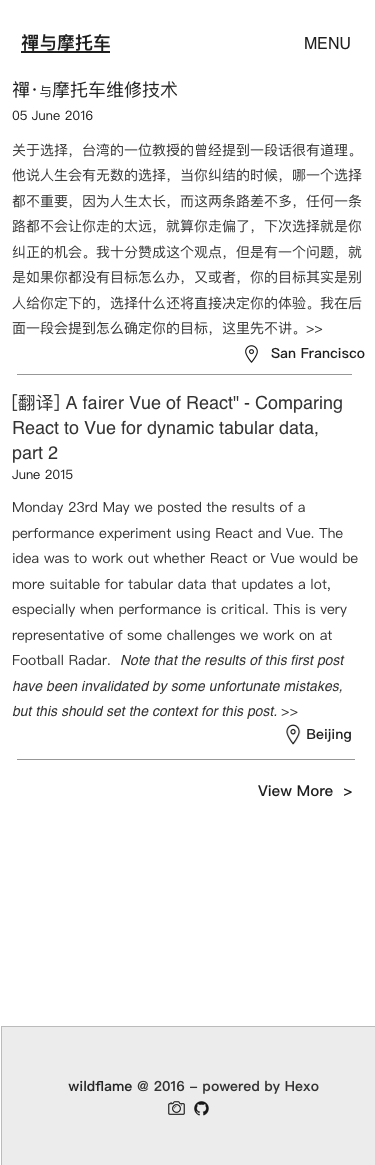 禪与摩托车
MENU
禪·与摩托车维修技术
05 June 2016
关于选择，台湾的一位教授的曾经提到一段话很有道理。
他说人生会有无数的选择，当你纠结的时候，哪一个选择
都不重要，因为人生太长，而这两条路差不多，任何一条
路都不会让你走的太远，就算你走偏了，下次选择就是你
纠正的机会。我十分赞成这个观点，但是有一个问题，就
是如果你都没有目标怎么办，又或者，你的目标其实是别
人给你定下的，选择什么还将直接决定你的体验。我在后
面一段会提到怎么确定你的目标，这里先不讲。>>
San Francisco
[翻译] A fairer Vue of React" - Comparing
React to Vue for dynamic tabular data,
part 2
June 2015
Monday 23rd May we posted the results of a
performance experiment using React and Vue. The
idea was to work out whether React or Vue would be
more suitable for tabular data that updates a lot,
especially when performance is critical. This is very
representative of some challenges we work on at
Football Radar. Note that the results of this first post
have been invalidated by some unfortunate mistakes,
but this should set the context for this post. >>
Beijing
View More >
wildflame @ 2016 – powered by Hexo